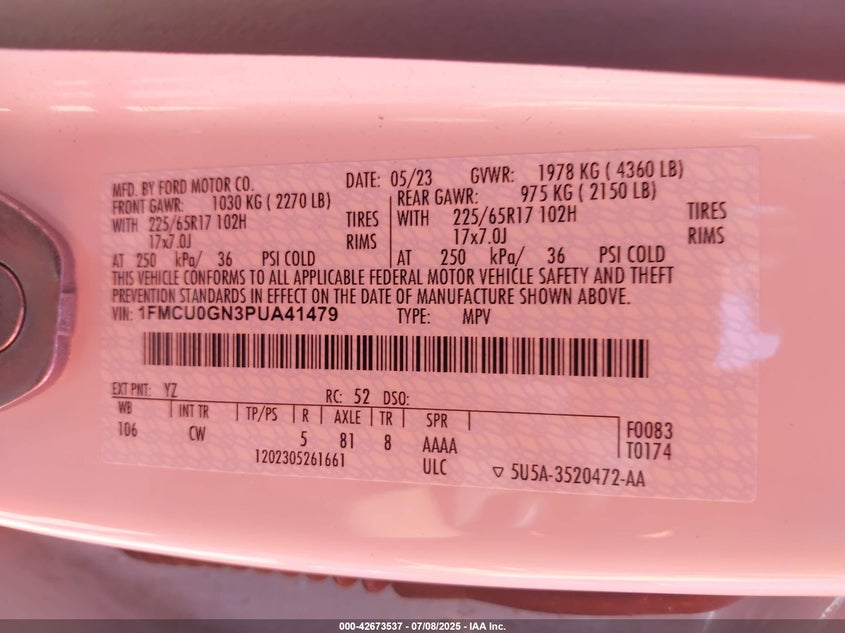 MFD. BY FORD MOTOR CO. DATE: 05/23 GVWR: 1978 KG ( 4360 LB)
FRONT GAWR: 1030 KG ( 2270 LB) REAR GAWR: 975 KG ( 2150 LB)
WITH 225/65R17 102H TIRES WITH 225/65R17 102H TIRES
17x7.0J RIMS 17x7.0J RIMS
AT 250 kPa/ 36 PSI COLD AT 250 kPa/ 36 PSI COLD
THIS VEHICLE CONFORMS TO ALL APPLICABLE FEDERAL MOTOR VEHICLE SAFETY AND THEFT
PREVENTION STANDARDS IN EFFECT ON THE DATE OF MANUFACTURE SHOWN ABOVE.
VIN: 1FMCU0GN3PUA41479 TYPE: MPV
EXT PNT: YZ RC: 52 DSO:
WB INT TR TP/PS R AXLE TR SPR F0083
106 CW 5 81 8 AAAA T0174
1202305261661 ULC ▽ 5U5A-3520472-AA
000-42673537 - 07/08/2025 - IAA Inc.